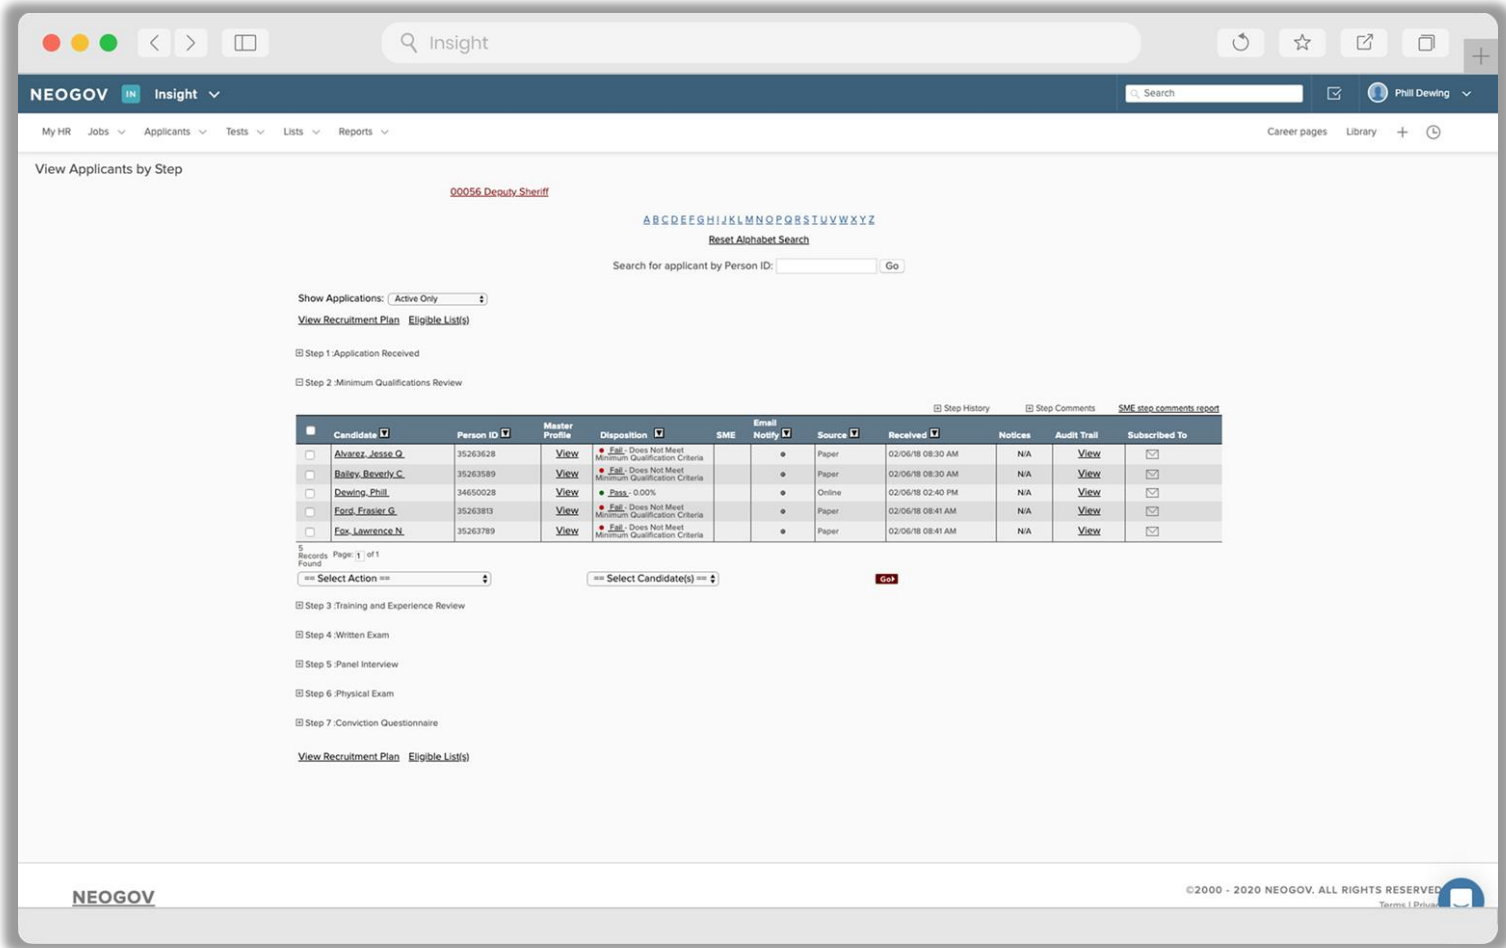 Insight
NEOGOV IN Insight Search Phill Dewing
My HR Jobs Applicants Tests Lists Reports Career pages Library
View Applicants by Step
00056 Deputy Sheriff
A B C D E F G H I J K L M N O P Q R S T U V W X Y Z
Reset Alphabet Search
Search for applicant by Person ID: Go
Show Applications: Active Only
View Recruitment Plan Eligible List(s)
Step 1 :Application Received
Step 2 :Minimum Qualifications Review
Step History Step Comments SME step comments report
Candidate Person ID Master Profile Disposition SME Email Notify Source Received Notices Audit Trail Subscribed To
Alvarez, Jesse Q 35263628 View Fail - Does Not Meet Minimum Qualification Criteria Paper 02/06/18 08:30 AM N/A View
Bailey, Beverly C 35263589 View Fail - Does Not Meet Minimum Qualification Criteria Paper 02/06/18 08:30 AM N/A View
Dewing, Phill 34650028 View Pass - 0.00% Online 02/06/18 02:40 PM N/A View
Ford, Frasier G 35263813 View Fail - Does Not Meet Minimum Qualification Criteria Paper 02/06/18 08:41 AM N/A View
Fox, Lawrence N 35263789 View Fail - Does Not Meet Minimum Qualification Criteria Paper 02/06/18 08:41 AM N/A View
5 Records Found Page: 1 of 1
== Select Action == == Select Candidate(s) == Go
Step 3 :Training and Experience Review
Step 4 :Written Exam
Step 5 :Panel Interview
Step 6 :Physical Exam
Step 7 :Conviction Questionnaire
View Recruitment Plan Eligible List(s)
NEOGOV ©2000 - 2020 NEOGOV. ALL RIGHTS RESERVED
Terms |